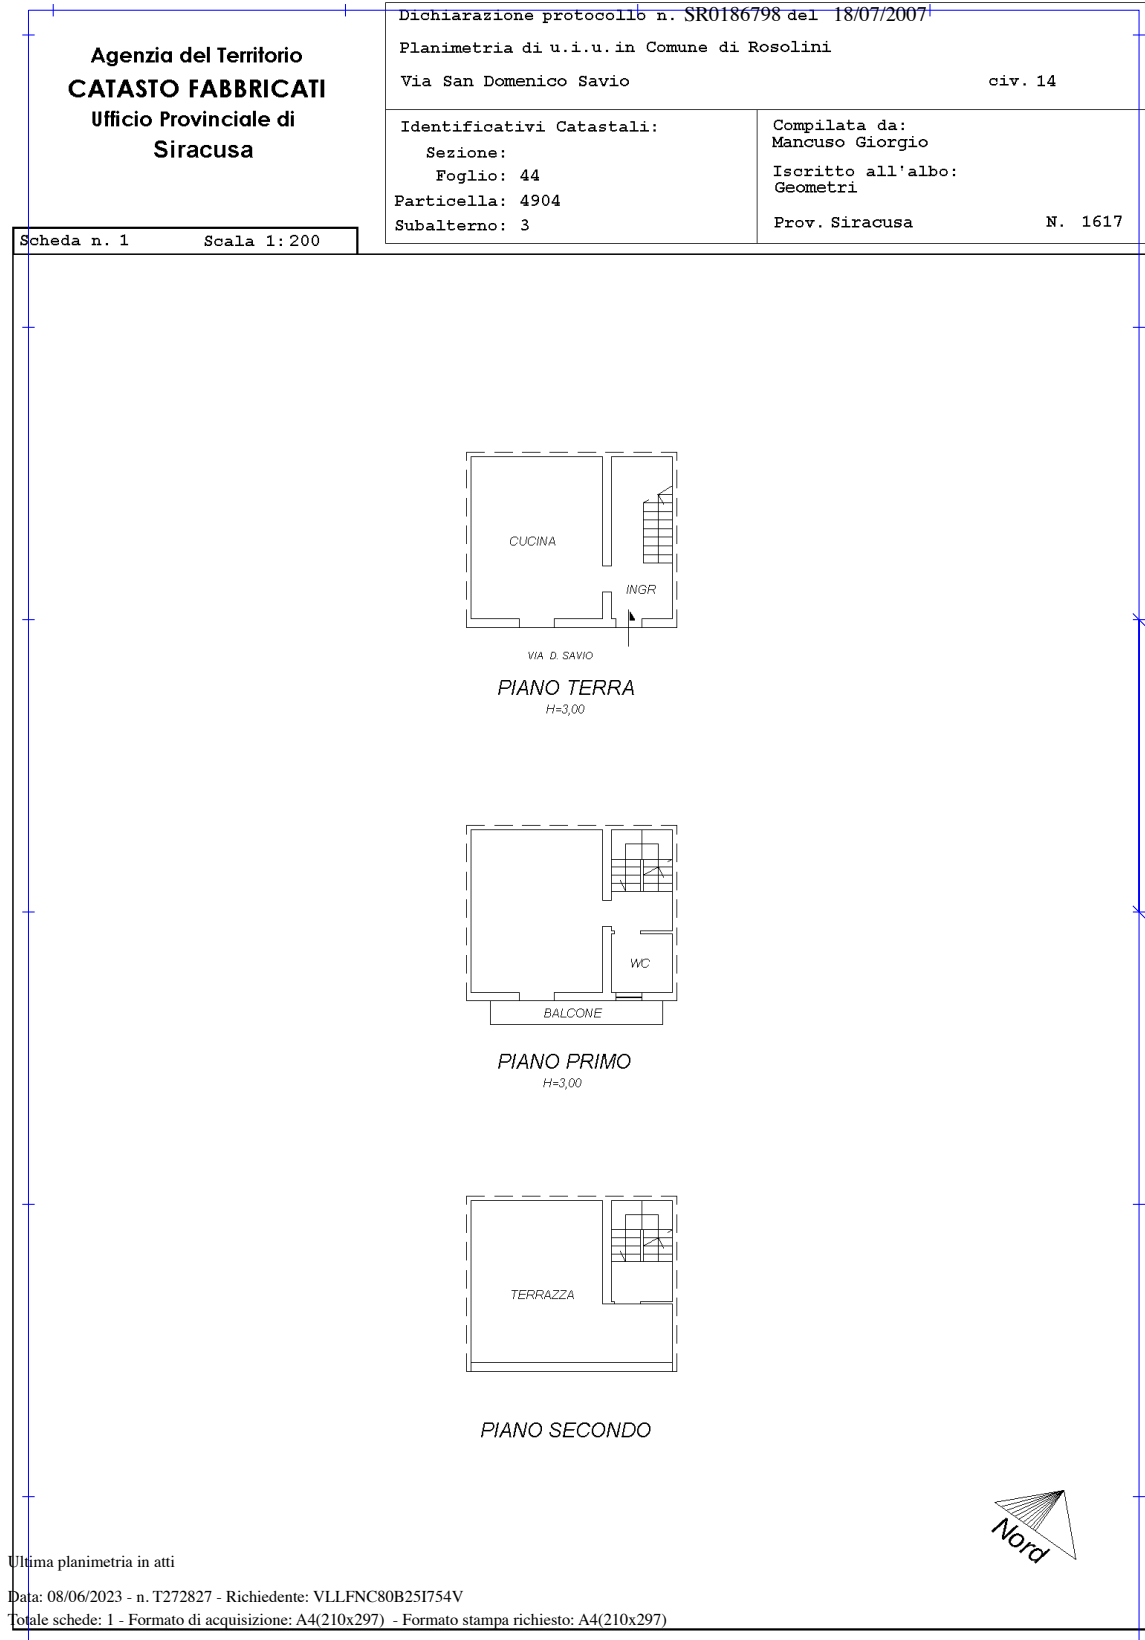 Agenzia del Territorio
CATASTO FABBRICATI
Ufficio Provinciale di
Siracusa
Dichiarazione protocollo n. SR0186798 del 18/07/2007
Planimetria di u.i.u. in Comune di Rosolini
Via San Domenico Savio civ. 14
Identificativi Catastali:
Sezione:
Foglio: 44
Particella: 4904
Subalterno: 3
Compilata da:
Mancuso Giorgio
Iscritto all'albo:
Geometri
Prov. Siracusa N. 1617
Scheda n. 1 Scala 1:200
CUCINA
INGR
VIA D. SAVIO
PIANO TERRA
H=3,00
WC
BALCONE
PIANO PRIMO
H=3,00
TERRAZZA
PIANO SECONDO
Nord
Ultima planimetria in atti
Data: 08/06/2023 - n. T272827 - Richiedente: VLLFNC80B25I754V
Totale schede: 1 - Formato di acquisizione: A4(210x297) - Formato stampa richiesto: A4(210x297)